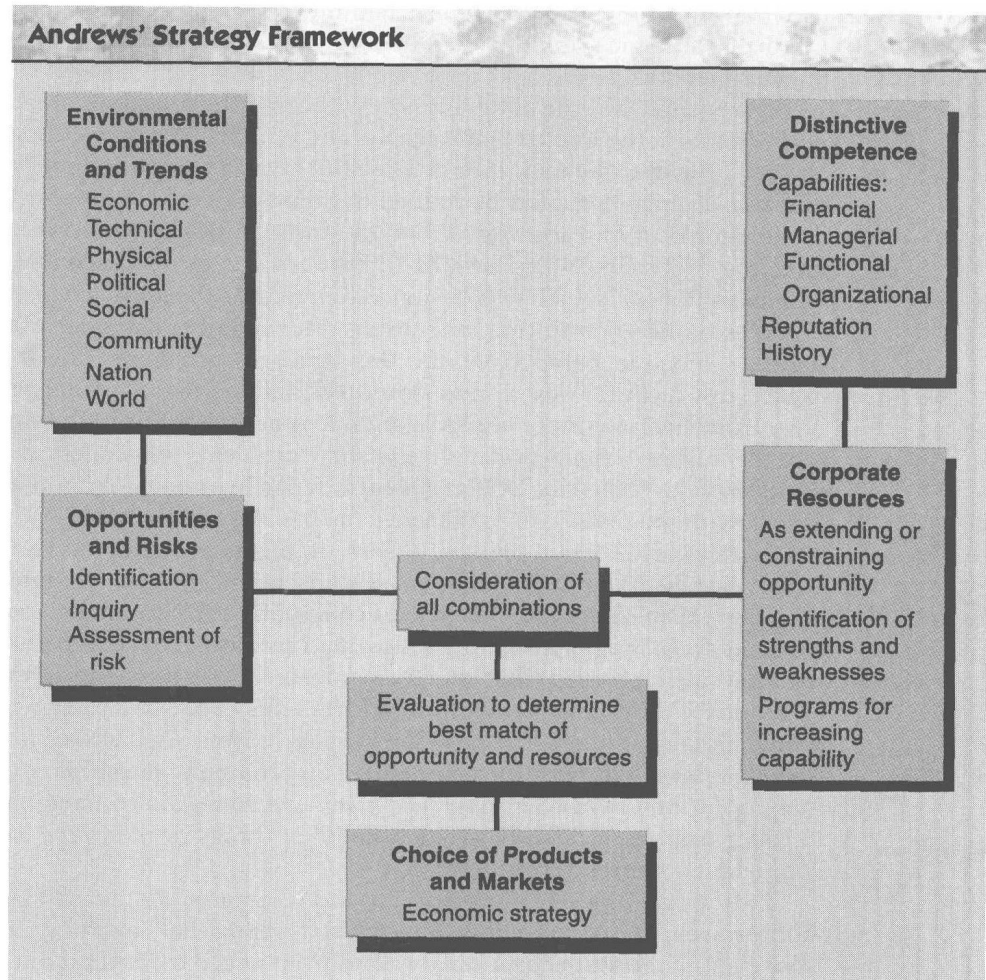 Andrews' Strategy Framework
Environmental
Conditions
and Trends
Economic
Technical
Physical
Political
Social
Community
Nation
World
Opportunities
and Risks
Identification
Inquiry
Assessment of
risk
Consideration of
all combinations
Evaluation to determine
best match of
opportunity and resources
Choice of Products
and Markets
Economic strategy
Distinctive
Competence
Capabilities:
Financial
Managerial
Functional
Organizational
Reputation
History
Corporate
Resources
As extending or
constraining
opportunity
Identification of
strengths and
weaknesses
Programs for
increasing
capability